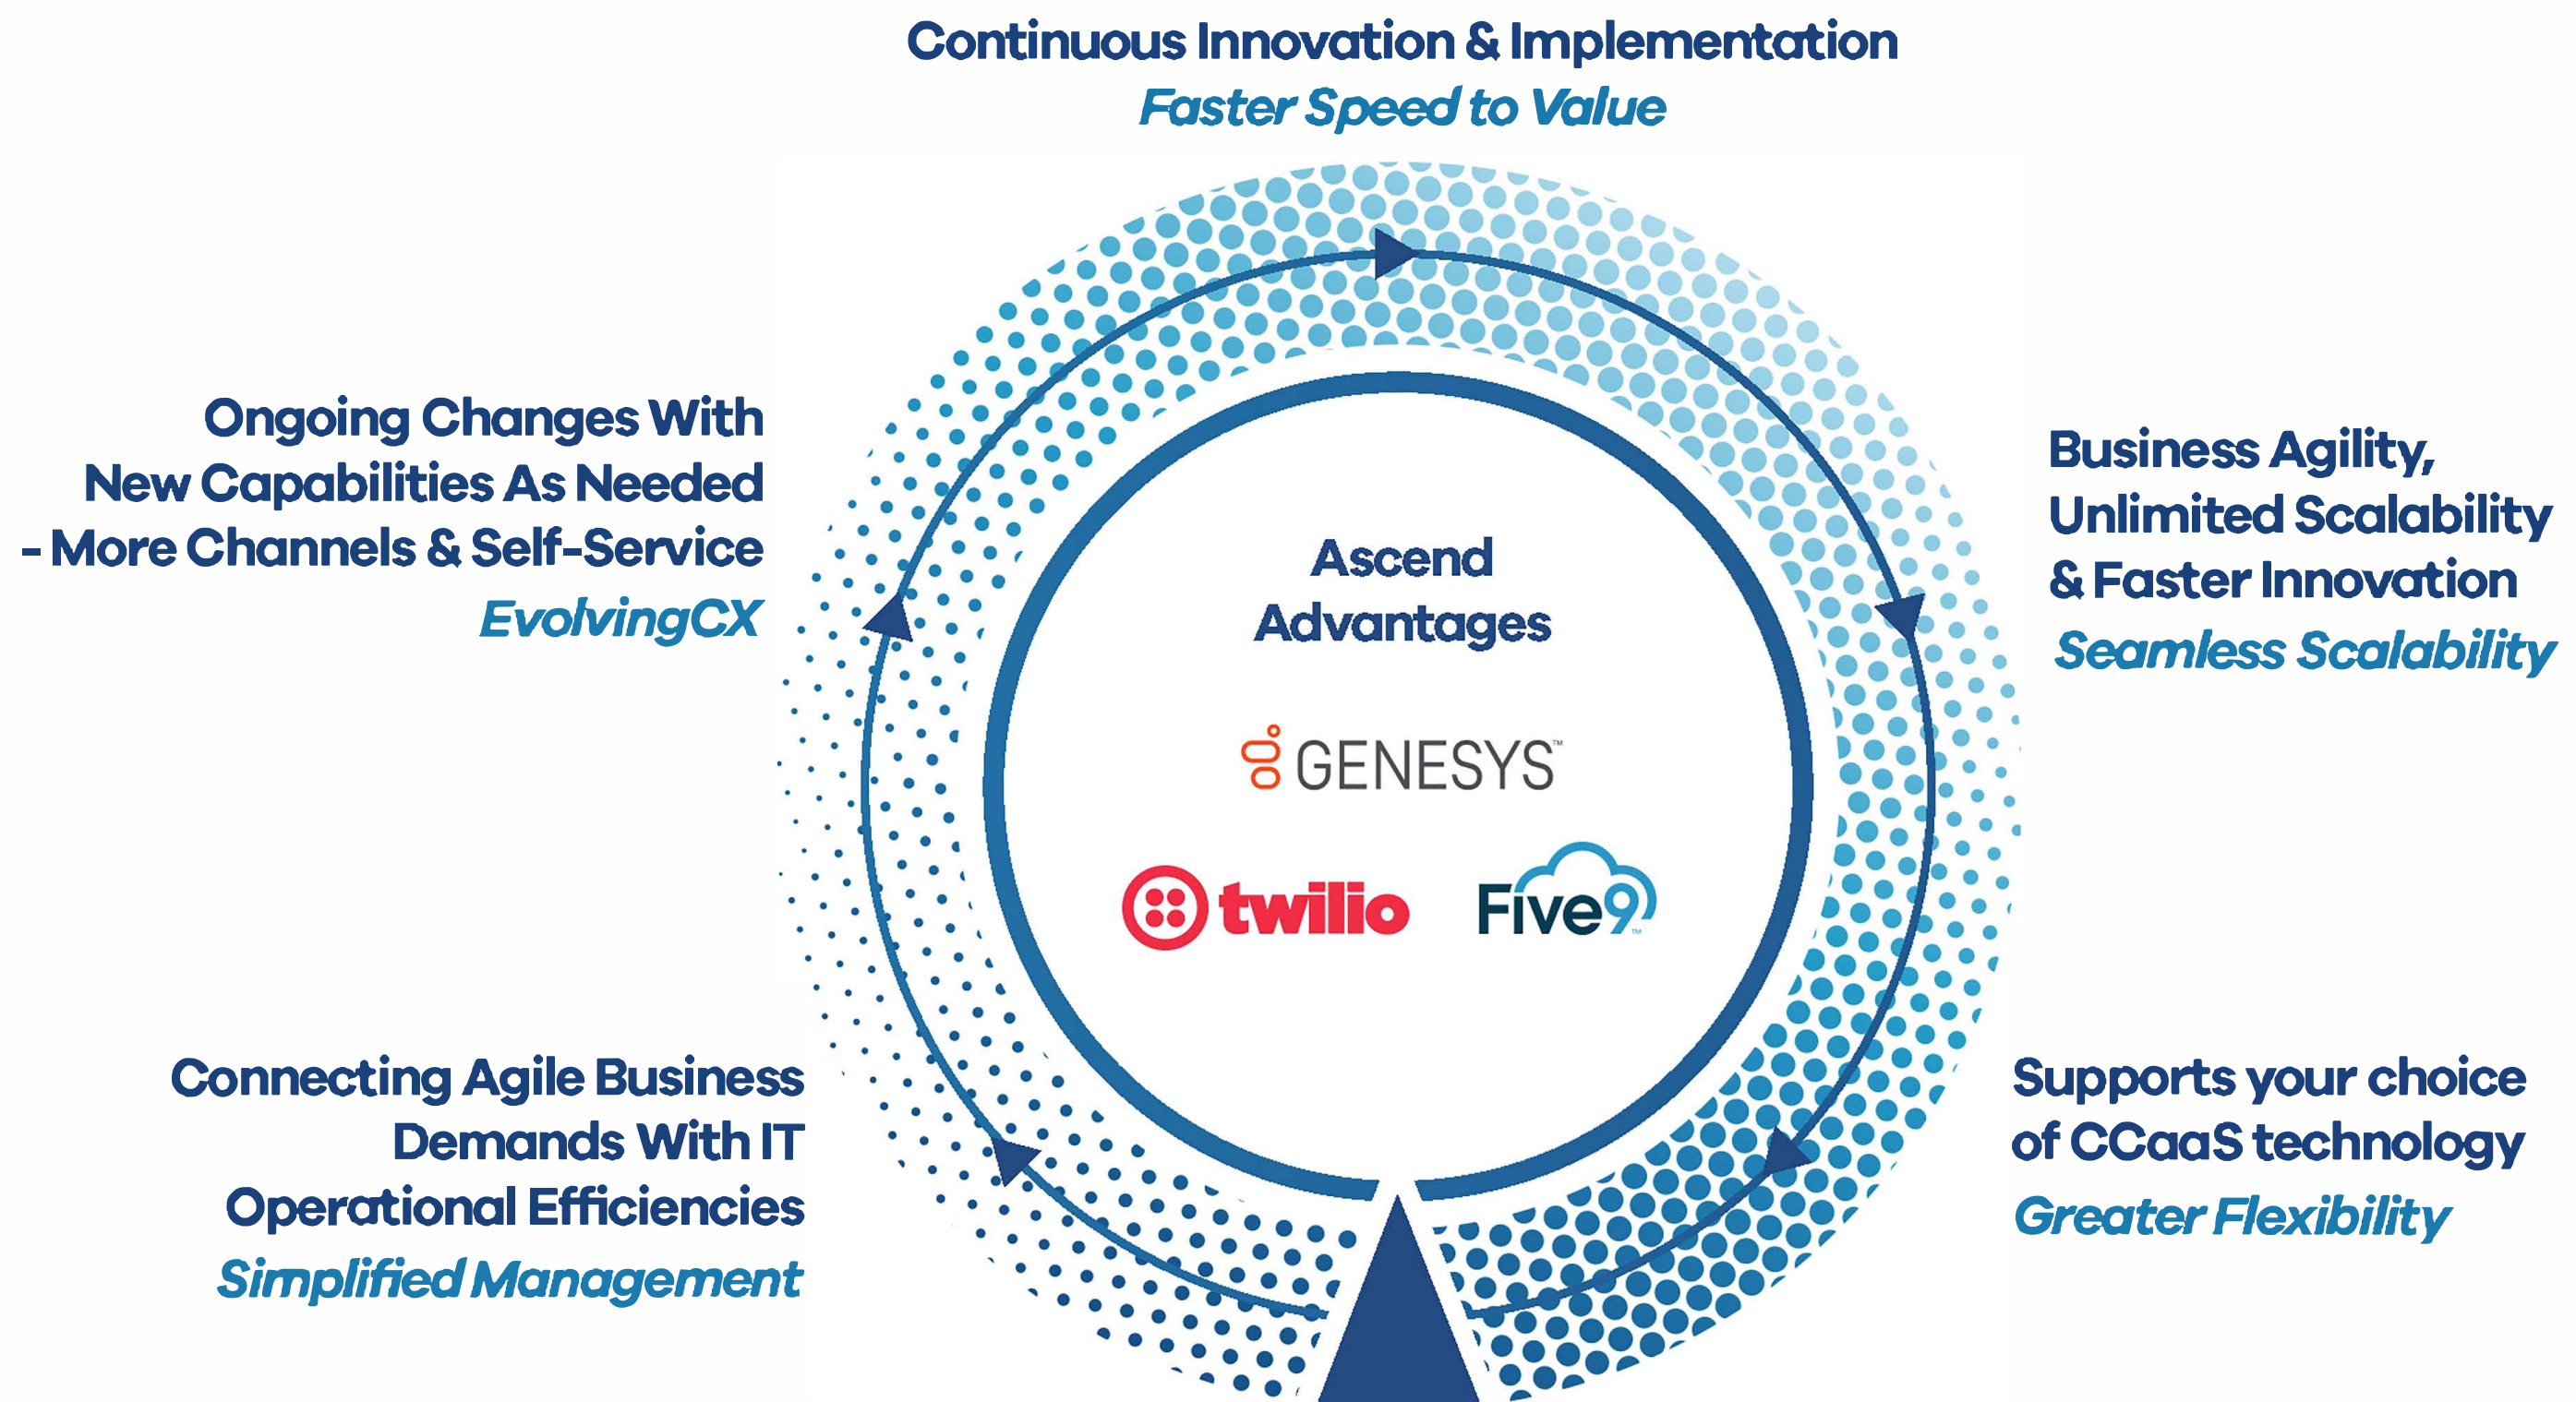 Continuous Innovation & Implementation
Faster Speed to Value
Ongoing Changes With
New Capabilities As Needed
- More Channels & Self-Service
EvolvingCX
Business Agility,
Unlimited Scalability
& Faster Innovation
Seamless Scalability
Ascend
Advantages
GENESYS™
twilio
Five9™
Connecting Agile Business
Demands With IT
Operational Efficiencies
Simplified Management
Supports your choice
of CCaaS technology
Greater Flexibility